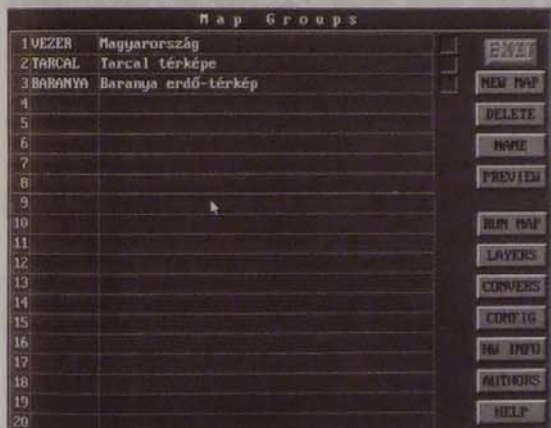 Map Groups
1 VEZER Magyarország
2 TARCAL Tarcal térképe
3 BARANYA Baranya erdő-térkép
4
5
6
7
8
9
10
11
12
13
14
15
16
17
18
19
20
EXIT
NEW MAP
DELETE
NAME
PREVIEW
RUN MAP
LAYERS
CONVERS
CONFIG
HW INFO
AUTHORS
HELP